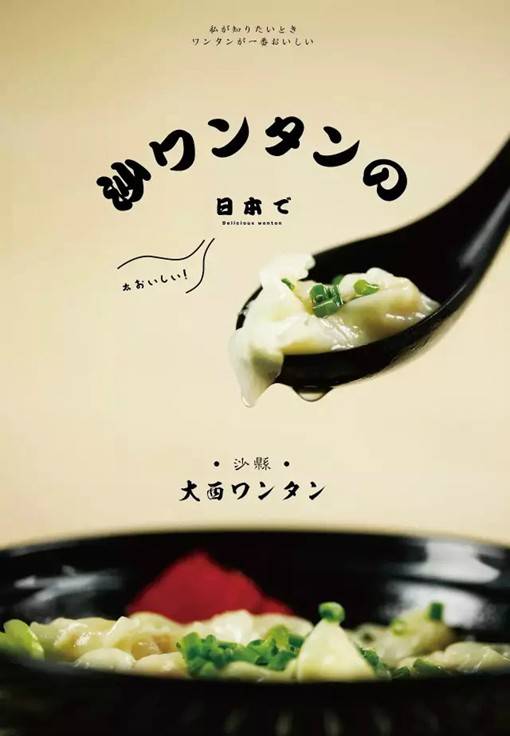 私が知りたいとき
ワンタンが一番おいしい
沙ワンタンの
日本で
Delicious wonton
太おいしい!
• 沙縣 •
大西ワンタン